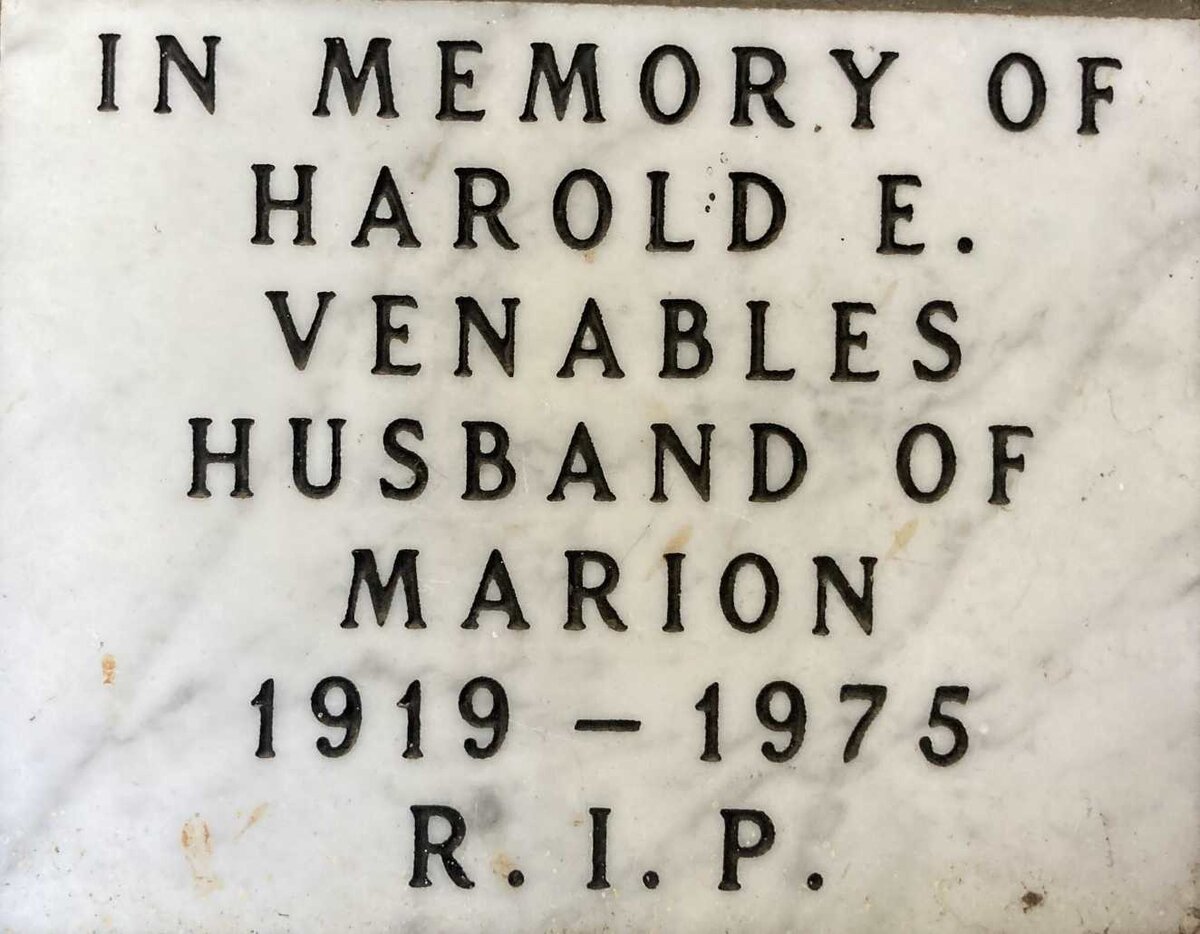 IN MEMORY OF
HAROLD E.
VENABLES
HUSBAND OF
MARION
1919 – 1975
R.I.P.